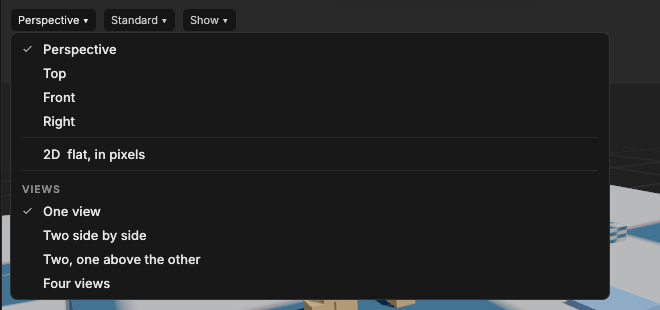 Perspective ▾ Standard ▾ Show ▾
✓ Perspective
Top
Front
Right
2D flat, in pixels
VIEWS
✓ One view
Two side by side
Two, one above the other
Four views